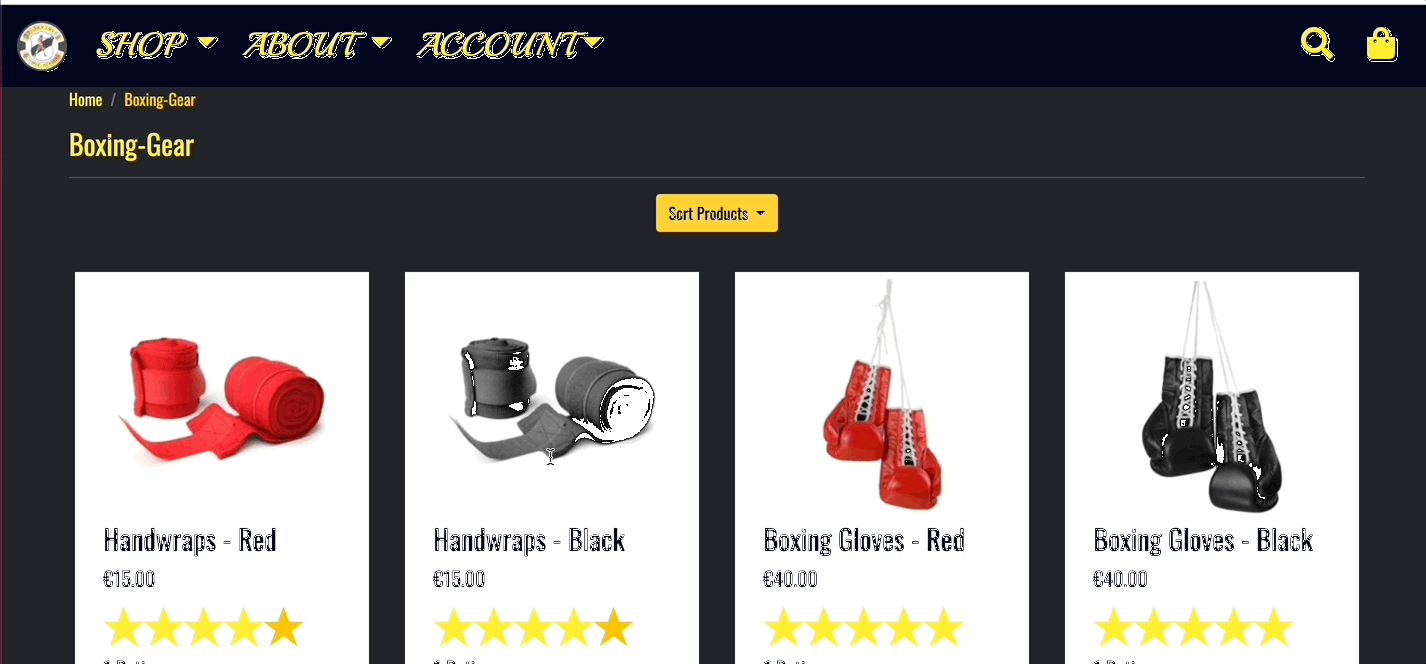 SHOP ABOUT ACCOUNT
Home / Boxing-Gear
Boxing-Gear
Sort Products
Handwraps - Red
€15.00
Handwraps - Black
€15.00
Boxing Gloves - Red
€40.00
Boxing Gloves - Black
€40.00